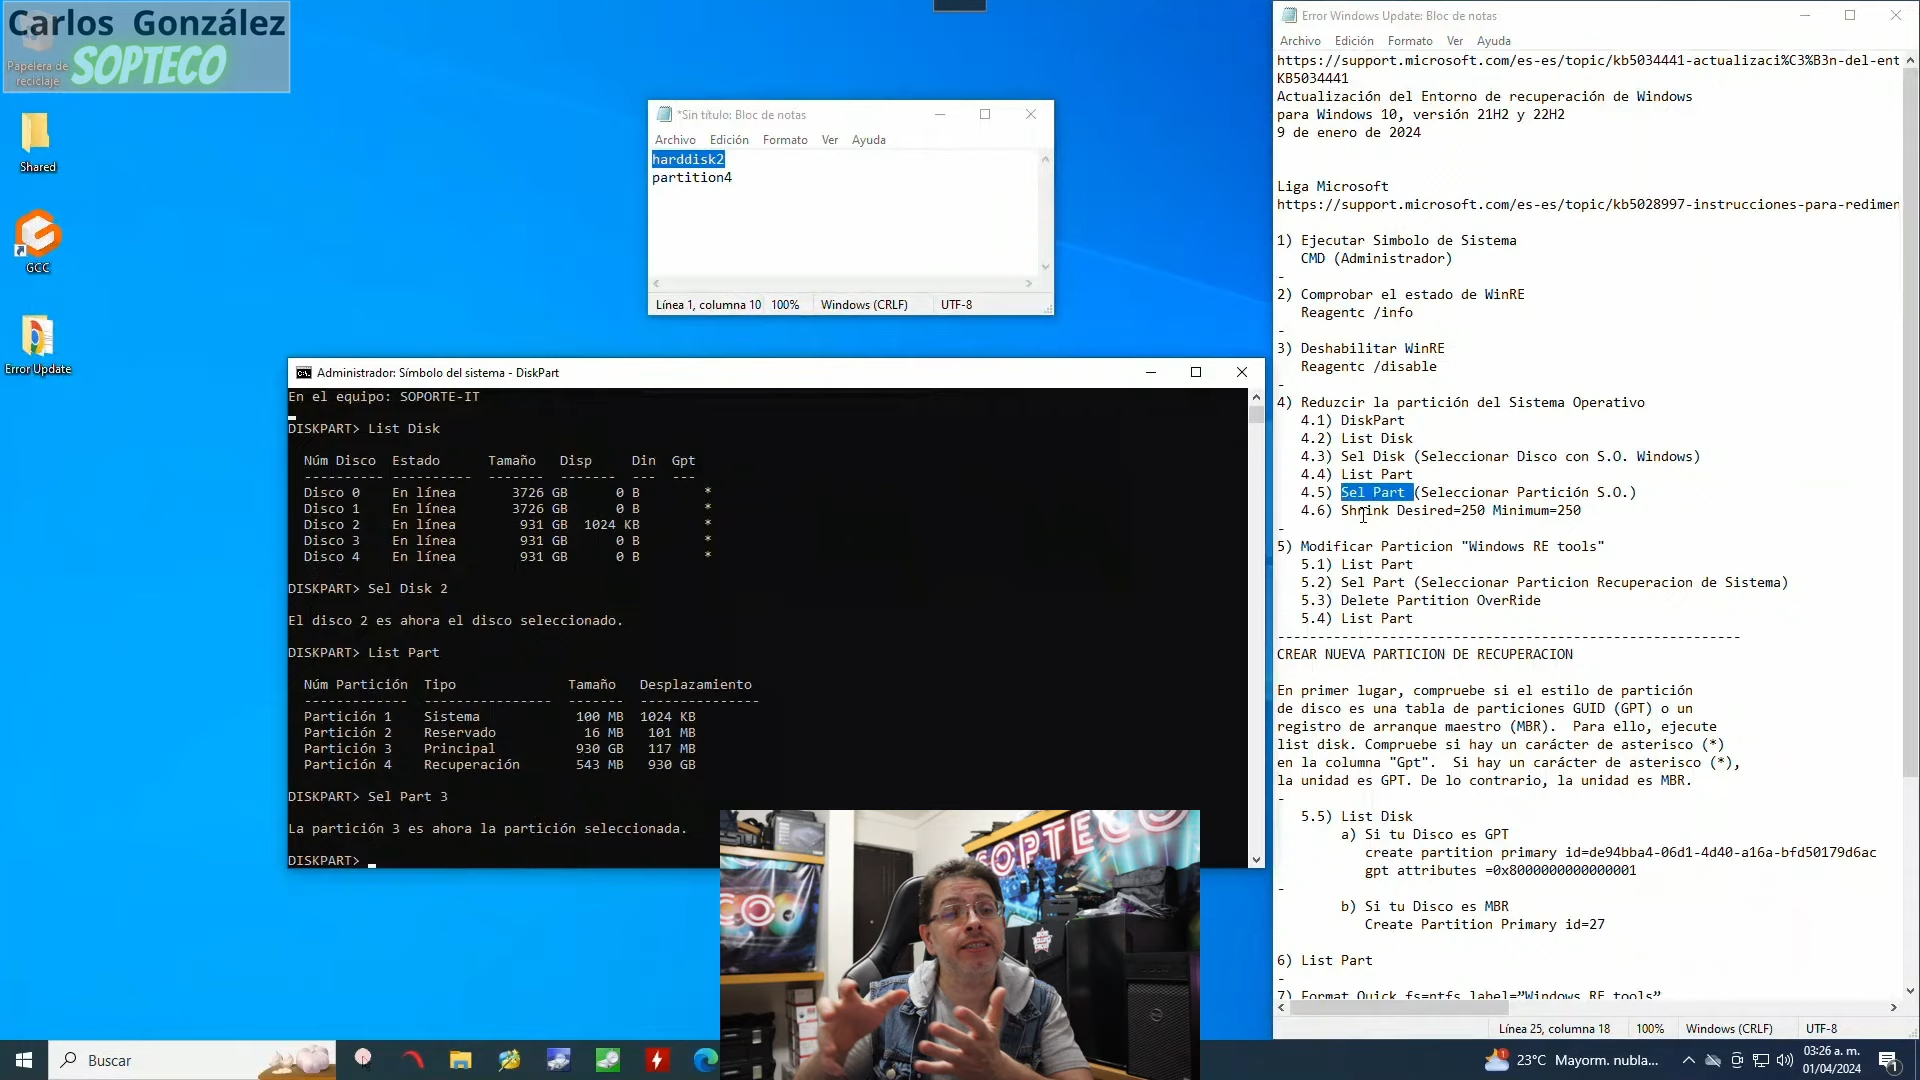 Carlos González
SOPTECO
Papelera de
reciclaje
Shared
GCC
Error Update
*Sin título: Bloc de notas
Archivo Edición Formato Ver Ayuda
harddisk2
partition4
Línea 1, columna 10 100% Windows (CRLF) UTF-8
Administrador: Símbolo del sistema - DiskPart
En el equipo: SOPORTE-IT
DISKPART> List Disk
Núm Disco Estado Tamaño Disp Din Gpt
---------- ---------- ------- ------- --- ---
Disco 0 En línea 3726 GB 0 B *
Disco 1 En línea 3726 GB 0 B *
Disco 2 En línea 931 GB 1024 KB *
Disco 3 En línea 931 GB 0 B *
Disco 4 En línea 931 GB 0 B *
DISKPART> Sel Disk 2
El disco 2 es ahora el disco seleccionado.
DISKPART> List Part
Núm Partición Tipo Tamaño Desplazamiento
------------- ---------------- ------- ---------------
Partición 1 Sistema 100 MB 1024 KB
Partición 2 Reservado 16 MB 101 MB
Partición 3 Principal 930 GB 117 MB
Partición 4 Recuperación 543 MB 930 GB
DISKPART> Sel Part 3
La partición 3 es ahora la partición seleccionada.
DISKPART>
SOPTECO
Error Windows Update: Bloc de notas
Archivo Edición Formato Ver Ayuda
https://support.microsoft.com/es-es/topic/kb5034441-actualizaci%C3%B3n-del-ent
KB5034441
Actualización del Entorno de recuperación de Windows
para Windows 10, versión 21H2 y 22H2
9 de enero de 2024
Liga Microsoft
https://support.microsoft.com/es-es/topic/kb5028997-instrucciones-para-redimen
1) Ejecutar Simbolo de Sistema
CMD (Administrador)
-
2) Comprobar el estado de WinRE
Reagentc /info
-
3) Deshabilitar WinRE
Reagentc /disable
-
4) Reduzcir la partición del Sistema Operativo
4.1) DiskPart
4.2) List Disk
4.3) Sel Disk (Seleccionar Disco con S.O. Windows)
4.4) List Part
4.5) Sel Part (Seleccionar Partición S.O.)
4.6) Shrink Desired=250 Minimum=250
-
5) Modificar Particion "Windows RE tools"
5.1) List Part
5.2) Sel Part (Seleccionar Particion Recuperacion de Sistema)
5.3) Delete Partition OverRide
5.4) List Part
----------------------------------------------------------
CREAR NUEVA PARTICION DE RECUPERACION
En primer lugar, compruebe si el estilo de partición
de disco es una tabla de particiones GUID (GPT) o un
registro de arranque maestro (MBR). Para ello, ejecute
list disk. Compruebe si hay un carácter de asterisco (*)
en la columna "Gpt". Si hay un carácter de asterisco (*),
la unidad es GPT. De lo contrario, la unidad es MBR.
-
5.5) List Disk
a) Si tu Disco es GPT
create partition primary id=de94bba4-06d1-4d40-a16a-bfd50179d6ac
gpt attributes =0x8000000000000001
-
b) Si tu Disco es MBR
Create Partition Primary id=27
6) List Part
-
7) Format Quick fs=ntfs label=”Windows RE tools”
Línea 25, columna 18 100% Windows (CRLF) UTF-8
Buscar
23°C Mayorm. nubla...
03:26 a. m.
01/04/2024